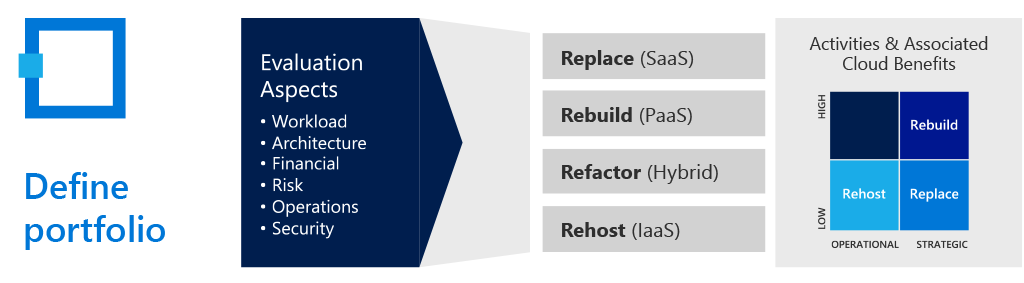 Define
portfolio
Evaluation
Aspects
• Workload
• Architecture
• Financial
• Risk
• Operations
• Security
Replace (SaaS)
Rebuild (PaaS)
Refactor (Hybrid)
Rehost (IaaS)
Activities & Associated
Cloud Benefits
HIGH
Rebuild
Rehost
Replace
LOW
OPERATIONAL
STRATEGIC